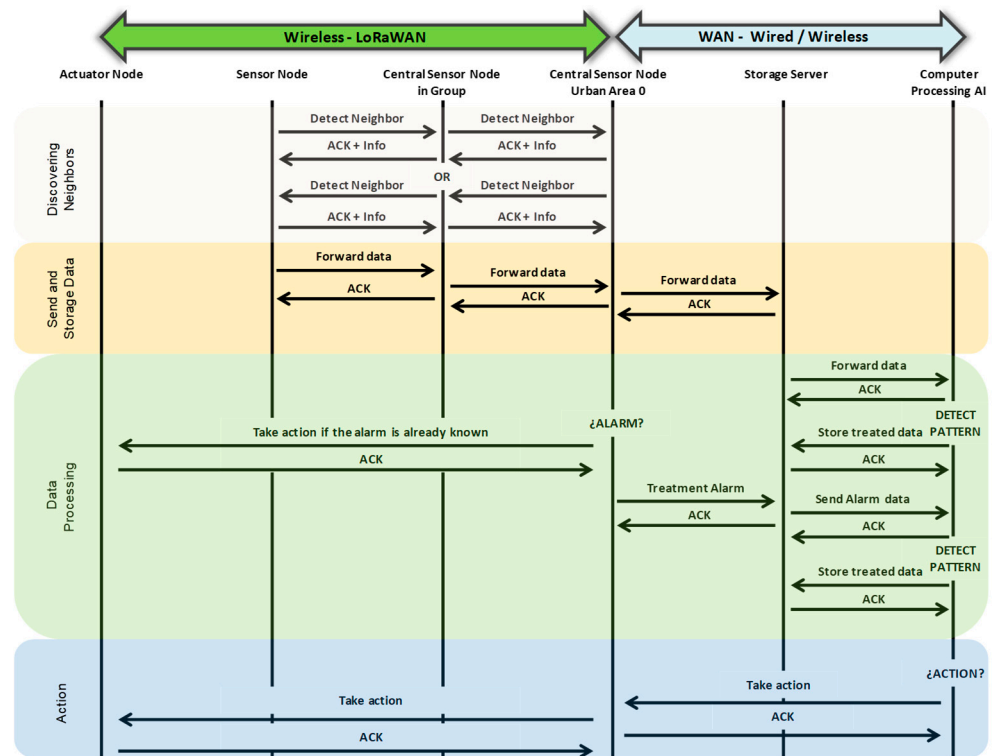 Wireless - LoRaWAN
WAN - Wired / Wireless
Actuator Node
Sensor Node
Central Sensor Node
in Group
Central Sensor Node
Urban Area 0
Storage Server
Computer
Processing AI
Discovering
Neighbors
Detect Neighbor
Detect Neighbor
ACK + Info
ACK + Info
OR
Detect Neighbor
Detect Neighbor
ACK + Info
ACK + Info
Send and
Storage Data
Forward data
ACK
Forward data
ACK
Forward data
ACK
Data
Processing
Forward data
ACK
DETECT
PATTERN
¿ALARM?
Take action if the alarm is already known
ACK
Store treated data
ACK
Treatment Alarm
ACK
Send Alarm data
ACK
DETECT
PATTERN
Store treated data
ACK
Action
¿ACTION?
Take action
ACK
Take action
ACK